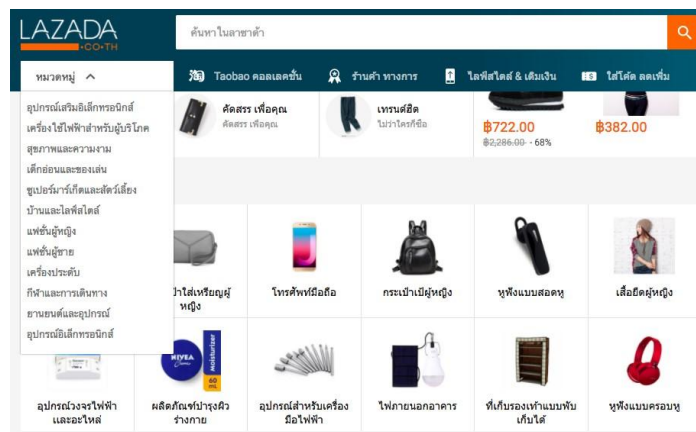 LAZADA
.CO.TH
ค้นหาในลาซาด้า
หมวดหมู่
Taobao คอลเลคชั่น
ร้านค้า ทางการ
ไลฟ์สไตล์ & เติมเงิน
ใส่โค้ด ลดเพิ่ม
อุปกรณ์เสริมอิเล็กทรอนิกส์
เครื่องใช้ไฟฟ้าสำหรับผู้บริโภค
สุขภาพและความงาม
เด็กอ่อนและของเล่น
ซูเปอร์มาร์เก็ตและสัตว์เลี้ยง
บ้านและไลฟ์สไตล์
แฟชั่นผู้หญิง
แฟชั่นผู้ชาย
เครื่องประดับ
กีฬาและการเดินทาง
ยานยนต์และอุปกรณ์
อุปกรณ์อิเล็กทรอนิกส์
คัดสรร เพื่อคุณ
คัดสรร เพื่อคุณ
เทรนด์ฮิต
ไม่ว่าใครก็ซื้อ
฿722.00
฿2,286.00 - 68%
฿382.00
าใส่เหรียญผู้
หญิง
โทรศัพท์มือถือ
กระเป๋าเป้ผู้หญิง
หูฟังแบบสอดหู
เสื้อยืดผู้หญิง
NIVEA
Creme
Moisturizer
60
ML
อุปกรณ์วงจรไฟฟ้า
และอะไหล่
ผลิตภัณฑ์บำรุงผิว
ร่างกาย
อุปกรณ์สำหรับเครื่อง
มือไฟฟ้า
ไฟภายนอกอาคาร
ที่เก็บรองเท้าแบบพับ
เก็บได้
หูฟังแบบครอบหู